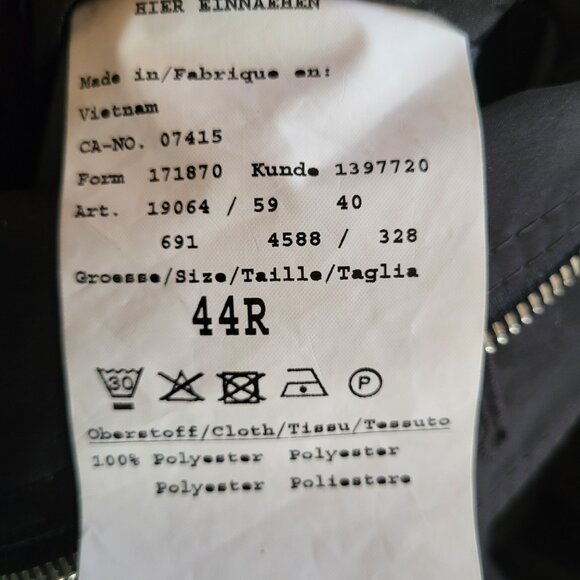 HIER EINNAEHEN
Made in/Fabrique en:
Vietnam
CA-NO. 07415
Form 171870 Kunde 1397720
Art. 19064 / 59 40
691 4588 / 328
Groesse/Size/Taille/Taglia
44R
30 P
Oberstoff/Cloth/Tissu/Tessuto
100% Polyester Polyester
Polyester Poliestere